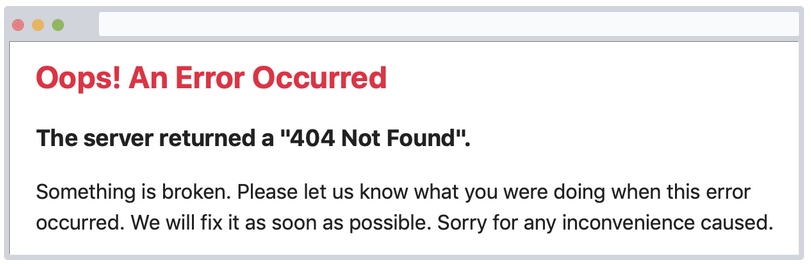 Oops! An Error Occurred
The server returned a "404 Not Found".
Something is broken. Please let us know what you were doing when this error
occurred. We will fix it as soon as possible. Sorry for any inconvenience caused.